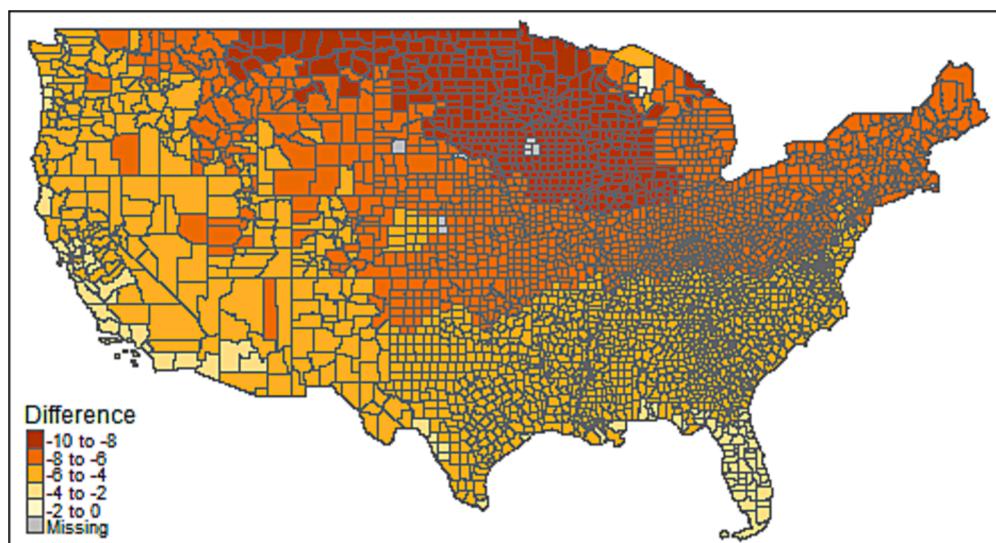 Difference
-10 to -8
-8 to -6
-6 to -4
-4 to -2
-2 to 0
Missing